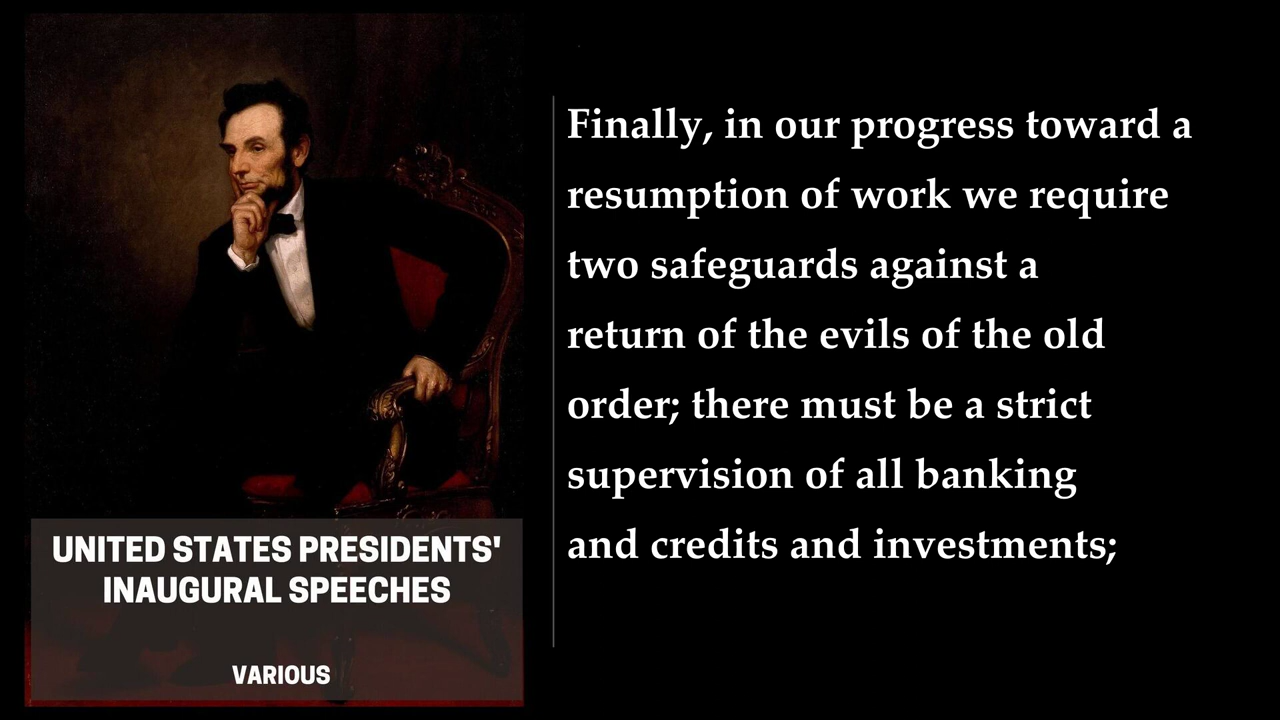 Finally, in our progress toward a
resumption of work we require
two safeguards against a
return of the evils of the old
order; there must be a strict
supervision of all banking
and credits and investments;
UNITED STATES PRESIDENTS'
INAUGURAL SPEECHES
VARIOUS